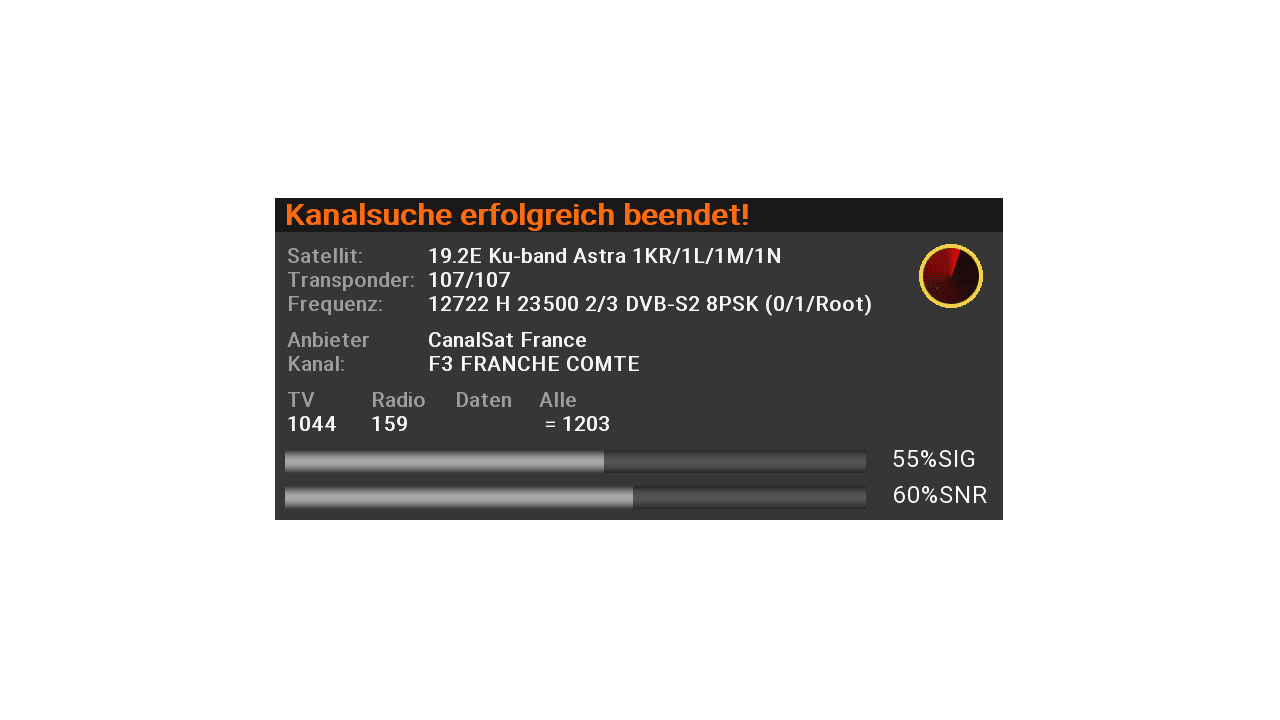 Kanalsuche erfolgreich beendet!
Satellit: 19.2E Ku-band Astra 1KR/1L/1M/1N
Transponder: 107/107
Frequenz: 12722 H 23500 2/3 DVB-S2 8PSK (0/1/Root)
Anbieter CanalSat France
Kanal: F3 FRANCHE COMTE
TV Radio Daten Alle
1044 159 = 1203
55%SIG
60%SNR